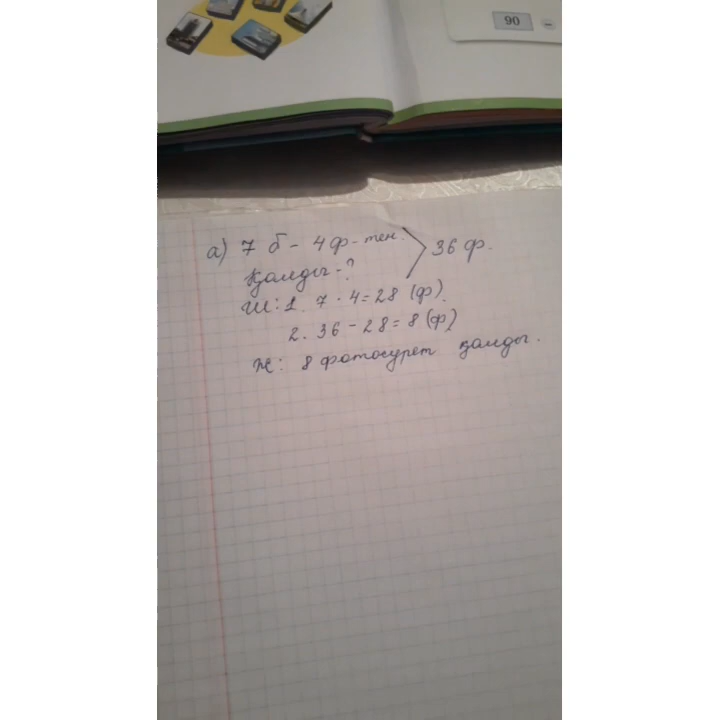 90
а) 7 б - 4 ф-тен. 36 ф.
Қалды-?
Ш: 1. 7 · 4 = 28 (ф).
2. 36 - 28 = 8 (ф)
Ж: 8 фотосурет қалды.